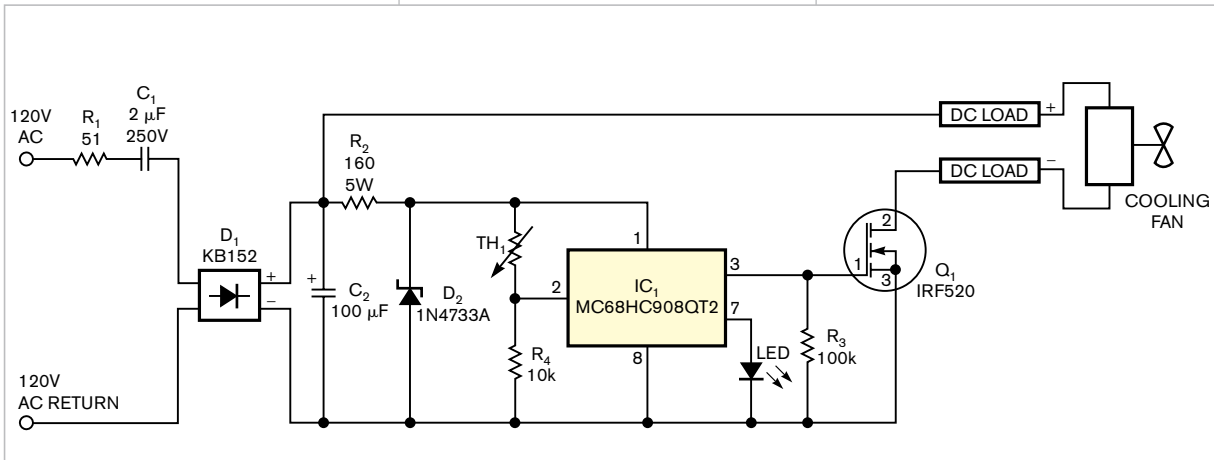 120V
AC
R1
51
C1
2 μF
250V
R2
160
5W
DC LOAD
+
DC LOAD
−
COOLING
FAN
D1
KB152
+
−
+
C2
100 μF
D2
1N4733A
TH1
R4
10k
1
2
IC1
MC68HC908QT2
3
7
8
LED
R3
100k
2
1
3
Q1
IRF520
120V
AC RETURN